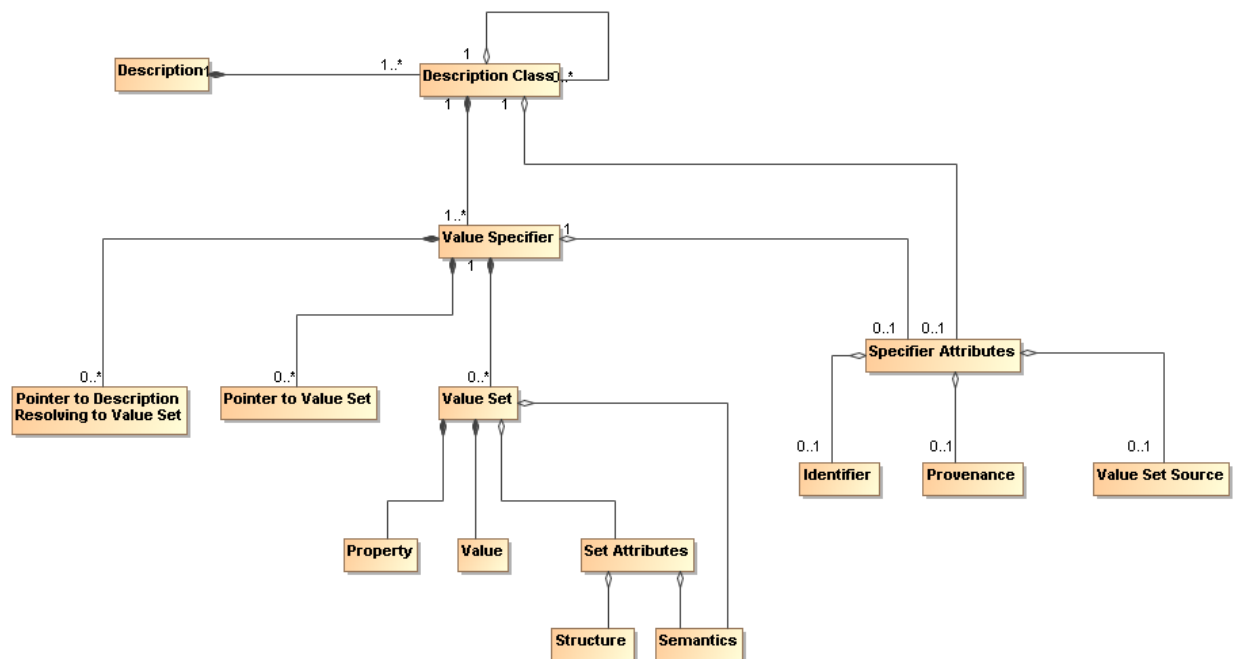 1
1..*
Description
1
Description Class
0..*
1
1
1..*
Value Specifier
1
1
0..1
0..1
Specifier Attributes
0..*
0..*
0..*
Pointer to Description
Resolving to Value Set
Pointer to Value Set
Value Set
0..1
0..1
0..1
Identifier
Provenance
Value Set Source
Property
Value
Set Attributes
Structure
Semantics